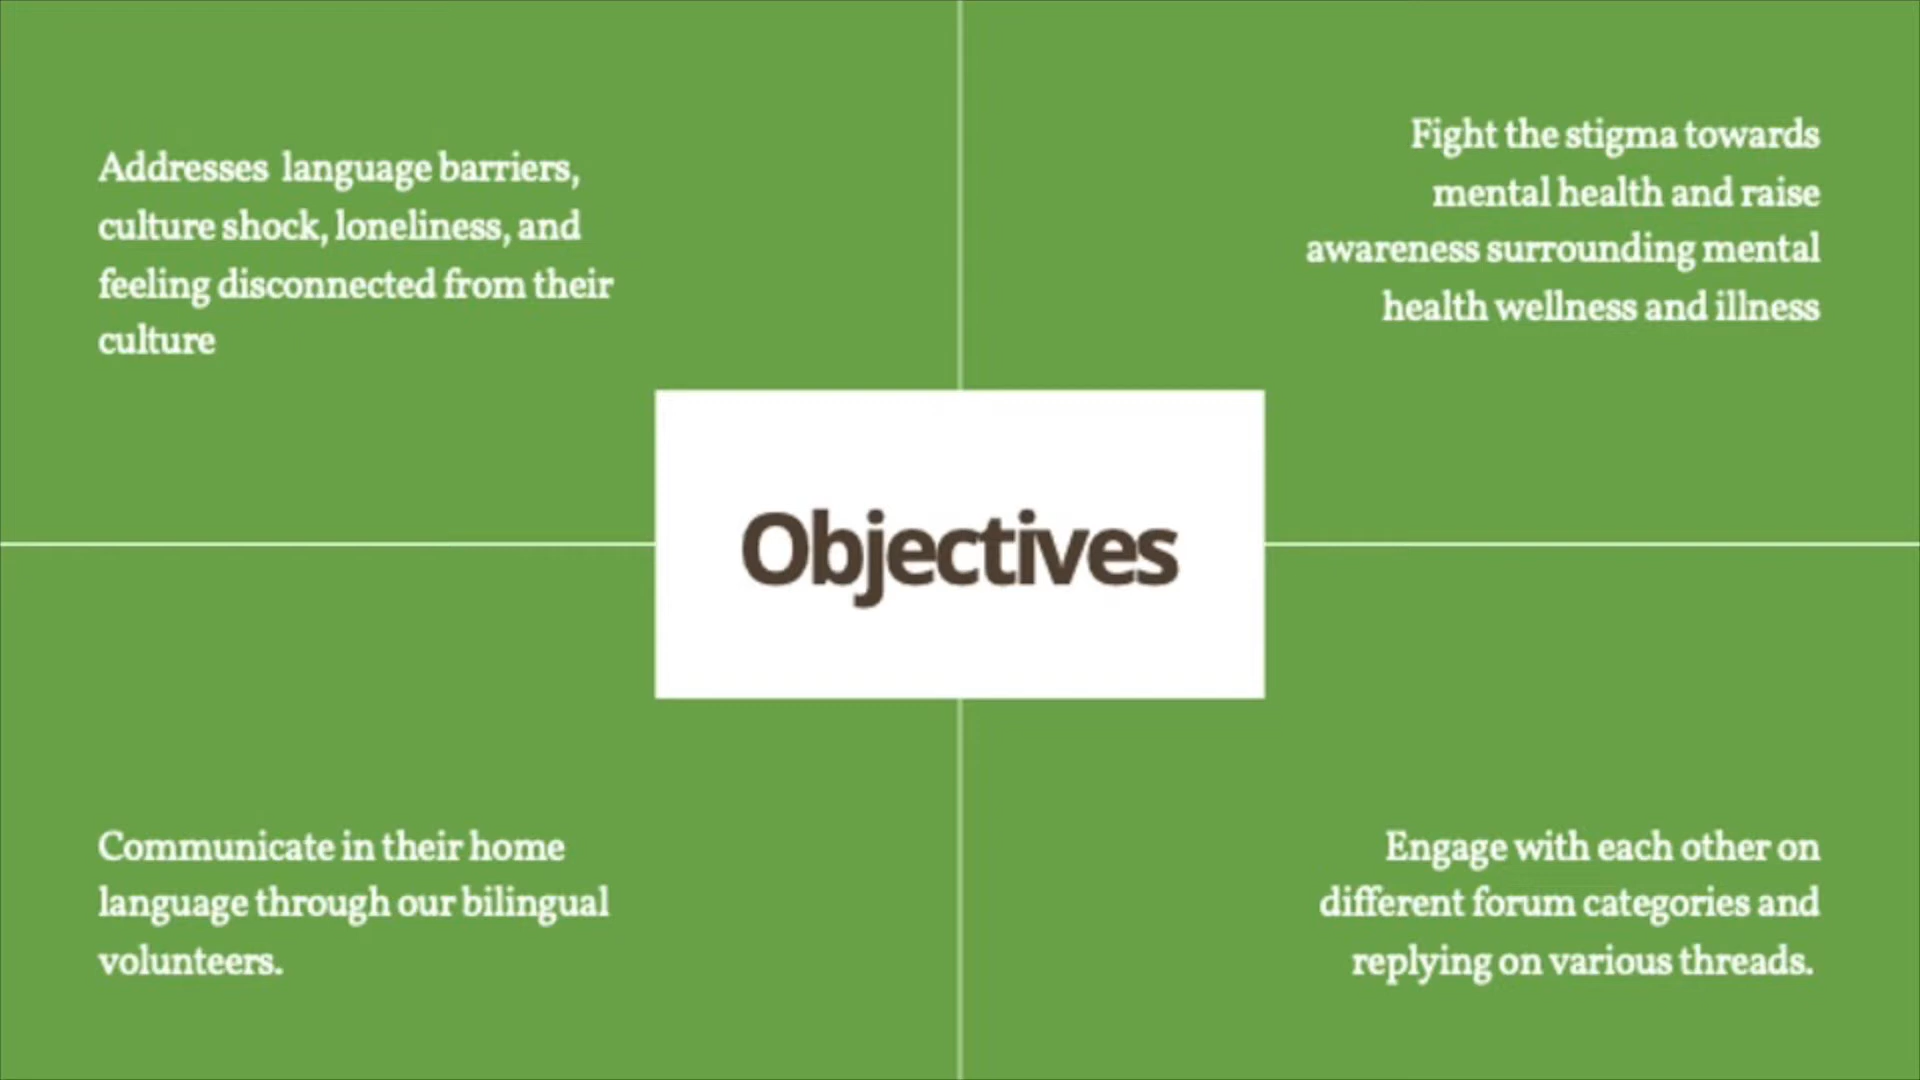 Addresses language barriers,
culture shock, loneliness, and
feeling disconnected from their
culture
Fight the stigma towards
mental health and raise
awareness surrounding mental
health wellness and illness
Objectives
Communicate in their home
language through our bilingual
volunteers.
Engage with each other on
different forum categories and
replying on various threads.